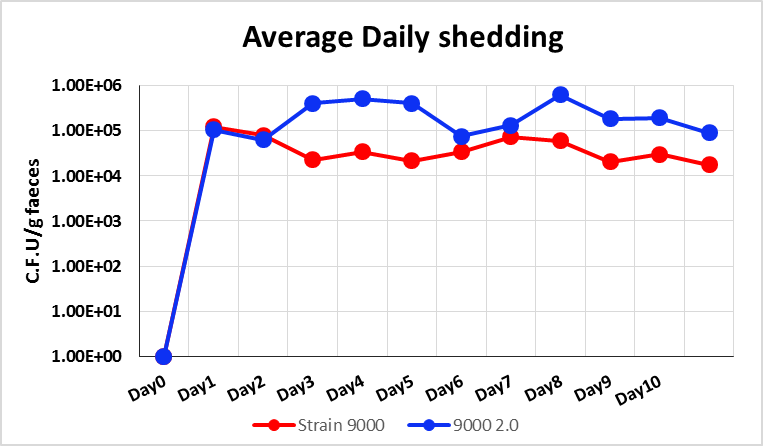 Average Daily shedding
C.F.U/g faeces
1.00E+06
1.00E+05
1.00E+04
1.00E+03
1.00E+02
1.00E+01
1.00E+00
Day0 Day1 Day2 Day3 Day4 Day5 Day6 Day7 Day8 Day9 Day10
Strain 9000 9000 2.0